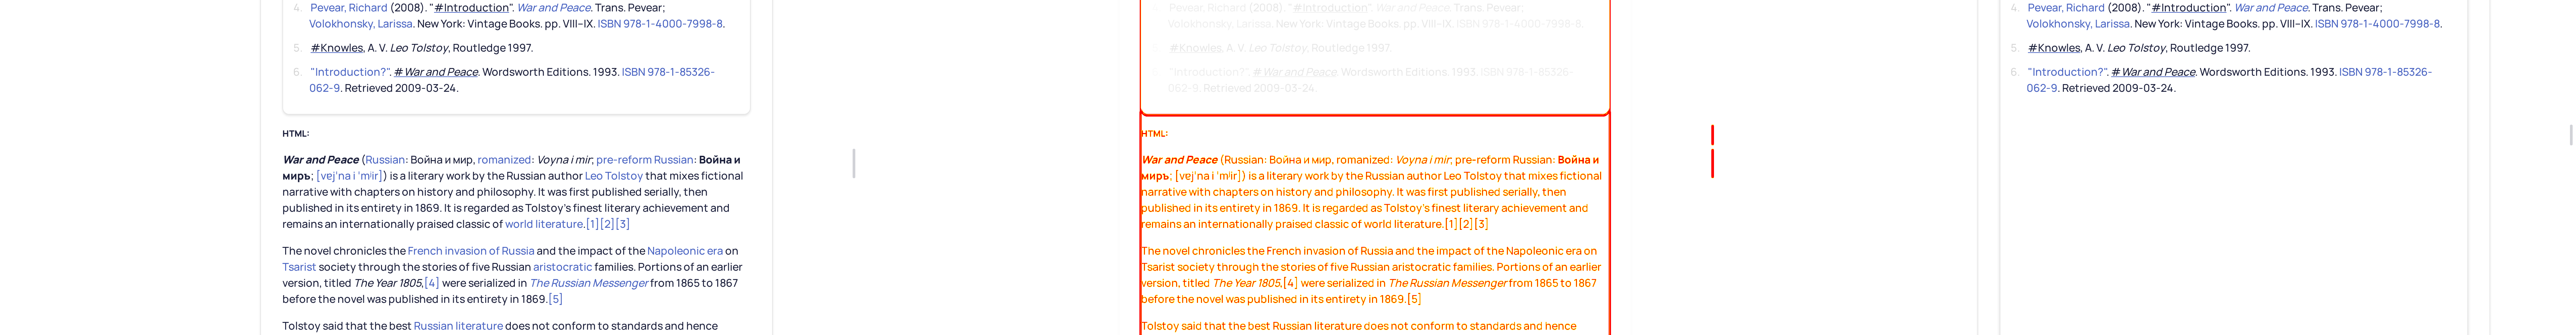 4. Pevear, Richard (2008). "#Introduction". War and Peace. Trans. Pevear;
Volokhonsky, Larissa. New York: Vintage Books. pp. VIII–IX. ISBN 978-1-4000-7998-8.
5. #Knowles, A. V. Leo Tolstoy, Routledge 1997.
6. "Introduction?". #War and Peace. Wordsworth Editions. 1993. ISBN 978-1-85326-
062-9. Retrieved 2009-03-24.
HTML:
War and Peace (Russian: Война и мир, romanized: Voyna i mir; pre-reform Russian: Война и
миръ; [vɐjˈna i ˈmʲir]) is a literary work by the Russian author Leo Tolstoy that mixes fictional
narrative with chapters on history and philosophy. It was first published serially, then
published in its entirety in 1869. It is regarded as Tolstoy's finest literary achievement and
remains an internationally praised classic of world literature.[1][2][3]
The novel chronicles the French invasion of Russia and the impact of the Napoleonic era on
Tsarist society through the stories of five Russian aristocratic families. Portions of an earlier
version, titled The Year 1805,[4] were serialized in The Russian Messenger from 1865 to 1867
before the novel was published in its entirety in 1869.[5]
Tolstoy said that the best Russian literature does not conform to standards and hence
Pevear, Richard (2008). "#Introduction". War and Peace. Trans. Pevear;
Volokhonsky, Larissa. New York: Vintage Books. pp. VIII–IX. ISBN 978-1-4000-7998-8.
#Knowles, A. V. Leo Tolstoy, Routledge 1997.
"Introduction?". #War and Peace. Wordsworth Editions. 1993. ISBN 978-1-85326-
062-9. Retrieved 2009-03-24.
HTML:
War and Peace (Russian: Война и мир, romanized: Voyna i mir; pre-reform Russian: Война и
миръ; [vɐjˈna i ˈmʲir]) is a literary work by the Russian author Leo Tolstoy that mixes fictional
narrative with chapters on history and philosophy. It was first published serially, then
published in its entirety in 1869. It is regarded as Tolstoy's finest literary achievement and
remains an internationally praised classic of world literature.[1][2][3]
The novel chronicles the French invasion of Russia and the impact of the Napoleonic era on
Tsarist society through the stories of five Russian aristocratic families. Portions of an earlier
version, titled The Year 1805,[4] were serialized in The Russian Messenger from 1865 to 1867
before the novel was published in its entirety in 1869.[5]
Tolstoy said that the best Russian literature does not conform to standards and hence
4. Pevear, Richard (2008). "#Introduction". War and Peace. Trans. Pevear;
Volokhonsky, Larissa. New York: Vintage Books. pp. VIII–IX. ISBN 978-1-4000-7998-8.
5. #Knowles, A. V. Leo Tolstoy, Routledge 1997.
6. "Introduction?". #War and Peace. Wordsworth Editions. 1993. ISBN 978-1-85326-
062-9. Retrieved 2009-03-24.